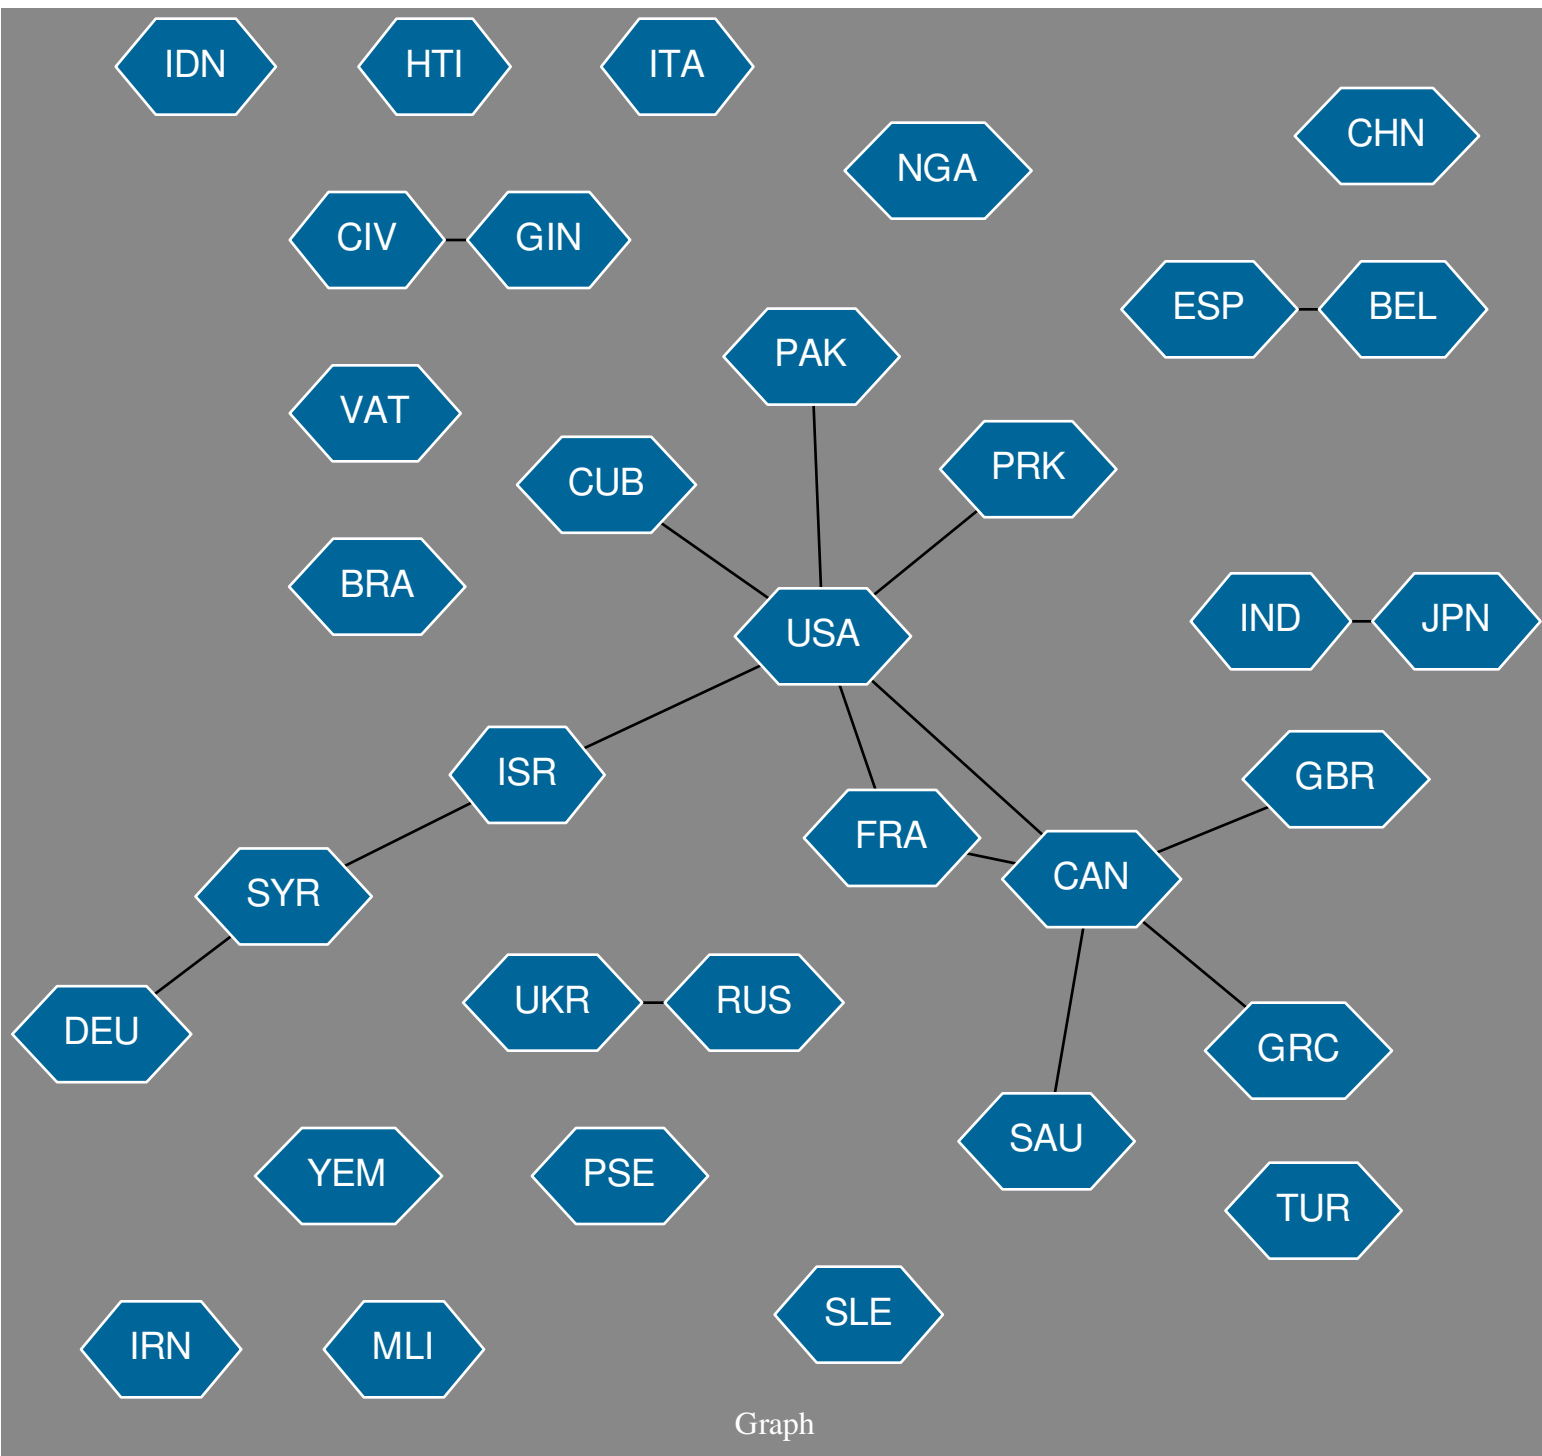 IDN
HTI
ITA
CHN
NGA
CIV
GIN
ESP
BEL
PAK
VAT
PRK
CUB
BRA
USA
IND
JPN
ISR
GBR
FRA
CAN
SYR
UKR
RUS
DEU
GRC
SAU
YEM
PSE
TUR
SLE
IRN
MLI
Graph